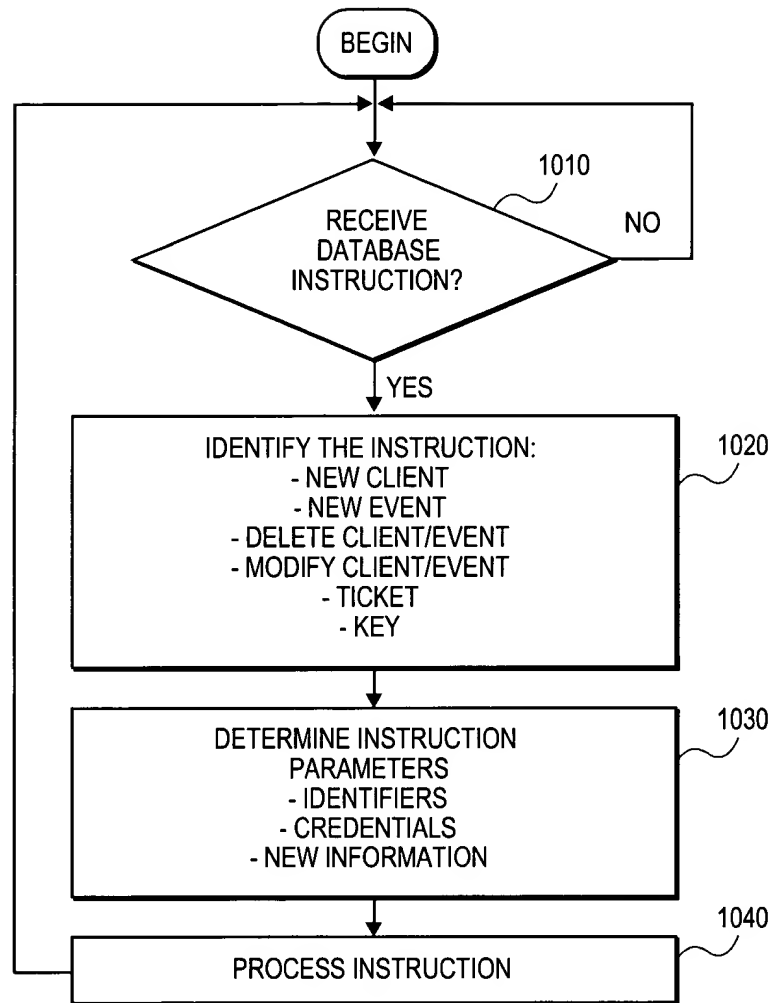 BEGIN
1010
RECEIVE
DATABASE
INSTRUCTION?
NO
YES
IDENTIFY THE INSTRUCTION:
- NEW CLIENT
- NEW EVENT
- DELETE CLIENT/EVENT
- MODIFY CLIENT/EVENT
- TICKET
- KEY
1020
DETERMINE INSTRUCTION
PARAMETERS
- IDENTIFIERS
- CREDENTIALS
- NEW INFORMATION
1030
PROCESS INSTRUCTION
1040